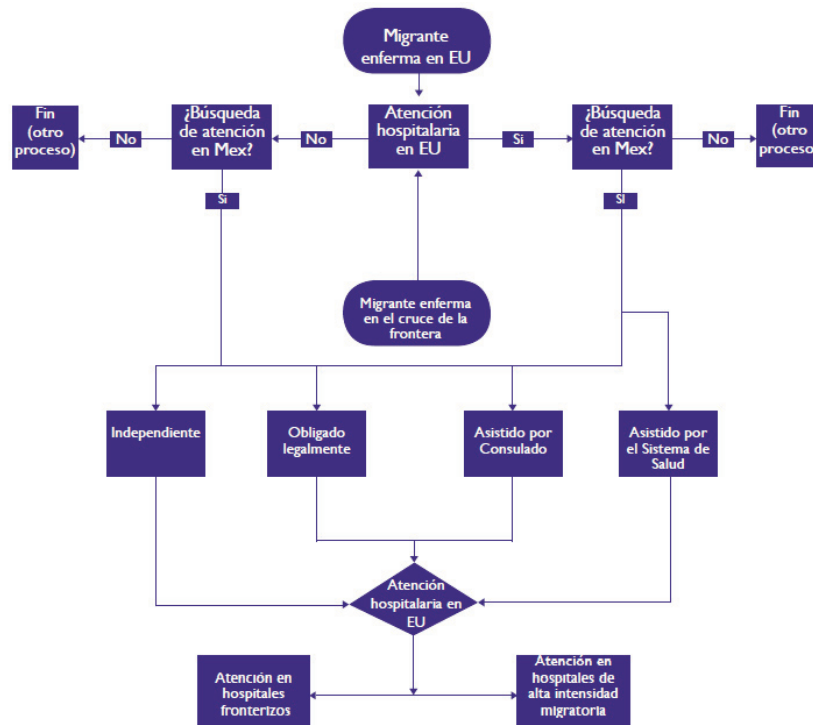 Migrante
enferma en EU
Fin
(otro
proceso)
No
¿Búsqueda
de atención
en Mex?
No
Atención
hospitalaria
en EU
Si
¿Búsqueda
de atención
en Mex?
No
Fin
(otro
proceso)
Si
SI
Migrante enferma
en el cruce de la
frontera
Independiente
Obligado
legalmente
Asistido por
Consulado
Asistido por
el Sistema de
Salud
Atención
hospitalaria en
EU
Atención en
hospitales
fronterizos
Atención en
hospitales de
alta intensidad
migratoria